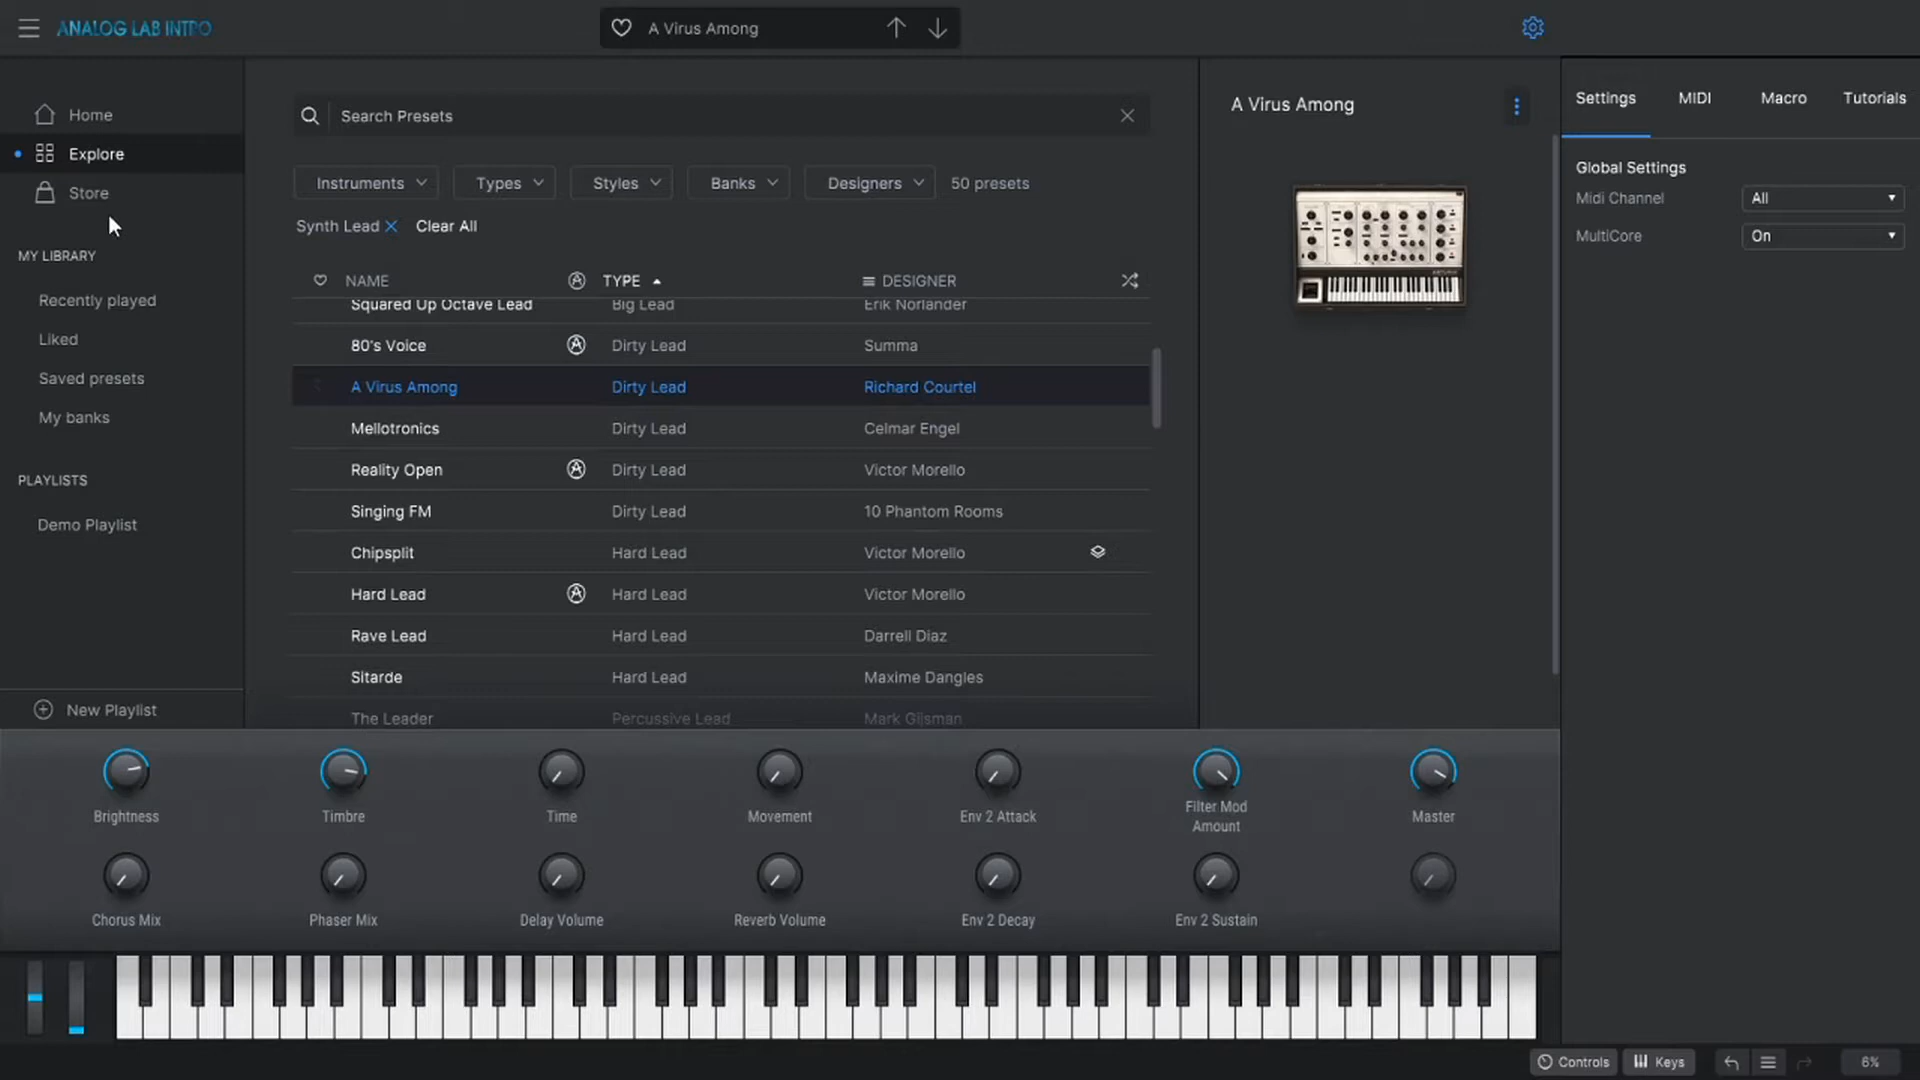 ANALOG LAB INTRO
A Virus Among
Home
Explore
Store
MY LIBRARY
Recently played
Liked
Saved presets
My banks
PLAYLISTS
Demo Playlist
New Playlist
Search Presets
Instruments Types Styles Banks Designers 50 presets
Synth Lead Clear All
NAME TYPE DESIGNER
Squared Up Octave Lead Big Lead Erik Norlander
80's Voice Dirty Lead Summa
A Virus Among Dirty Lead Richard Courtel
Mellotronics Dirty Lead Celmar Engel
Reality Open Dirty Lead Victor Morello
Singing FM Dirty Lead 10 Phantom Rooms
Chipsplit Hard Lead Victor Morello
Hard Lead Hard Lead Victor Morello
Rave Lead Hard Lead Darrell Diaz
Sitarde Hard Lead Maxime Dangles
The Leader Percussive Lead Mark Gijsman
A Virus Among
Settings MIDI Macro Tutorials
Global Settings
Midi Channel All
MultiCore On
Brightness Timbre Time Movement Env 2 Attack Filter Mod Amount Master
Chorus Mix Phaser Mix Delay Volume Reverb Volume Env 2 Decay Env 2 Sustain
Controls Keys 6%